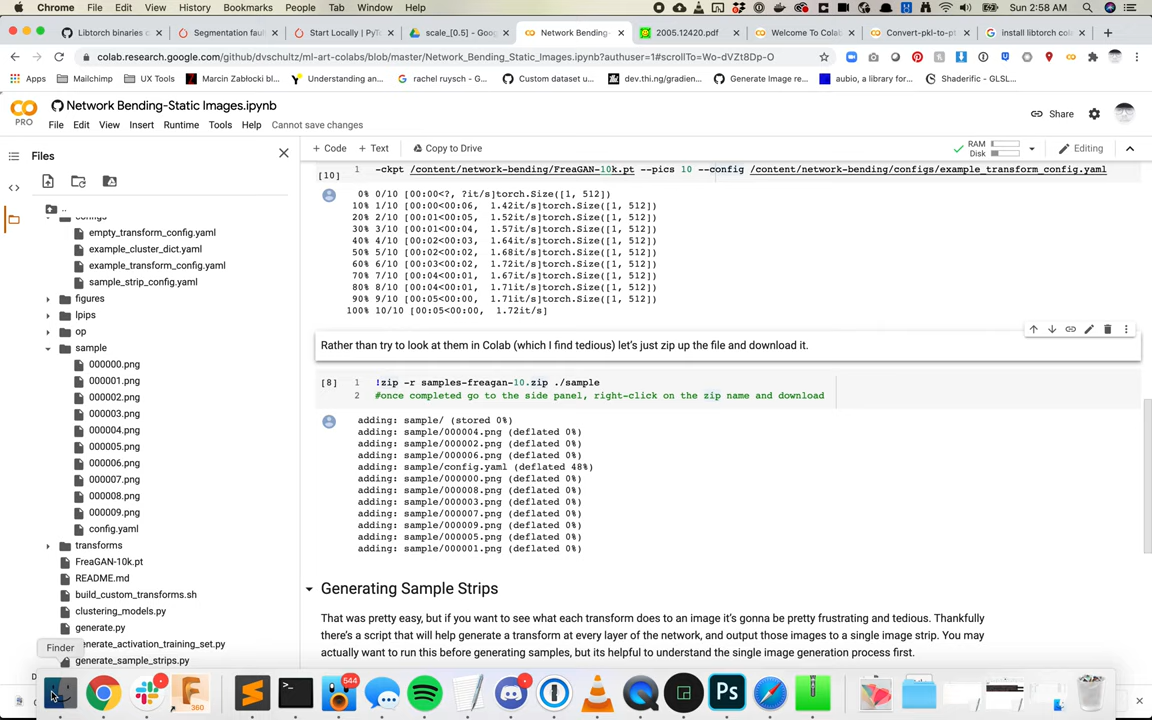 Chrome File Edit View History Bookmarks People Tab Window Help Sun 2:58 AM
Libtorch binaries c Segmentation faul Start Locally | PyT scale_[0.5] - Goog Network Bending- 2005.12420.pdf Welcome To Colab Convert-pkl-to-pt install libtorch cola
colab.research.google.com/github/dvschultz/ml-art-colabs/blob/master/Network_Bending_Static_Images.ipynb?authuser=1#scrollTo=Wo-dVZt8Dp-O
Apps Mailchimp UX Tools Marcin Zabłocki bl... Understanding and... rachel ruysch - G... Custom dataset u... dev.thi.ng/gradien... Generate Image re... aubio, a library for... Shaderific - GLSL...
PRO
Network Bending-Static Images.ipynb
Share
File Edit View Insert Runtime Tools Help Cannot save changes
Files
+ Code + Text Copy to Drive
RAM
Disk
Editing
..
configs
empty_transform_config.yaml
example_cluster_dict.yaml
example_transform_config.yaml
sample_strip_config.yaml
figures
lpips
op
sample
000000.png
000001.png
000002.png
000003.png
000004.png
000005.png
000006.png
000007.png
000008.png
000009.png
config.yaml
transforms
FreaGAN-10k.pt
README.md
build_custom_transforms.sh
clustering_models.py
generate.py
generate_activation_training_set.py
generate_sample_strips.py
[10] 1 -ckpt /content/network-bending/FreaGAN-10k.pt --pics 10 --config /content/network-bending/configs/example_transform_config.yaml
0% 0/10 [00:00<?, ?it/s]torch.Size([1, 512])
10% 1/10 [00:00<00:06, 1.42it/s]torch.Size([1, 512])
20% 2/10 [00:01<00:05, 1.52it/s]torch.Size([1, 512])
30% 3/10 [00:01<00:04, 1.57it/s]torch.Size([1, 512])
40% 4/10 [00:02<00:03, 1.64it/s]torch.Size([1, 512])
50% 5/10 [00:02<00:02, 1.68it/s]torch.Size([1, 512])
60% 6/10 [00:03<00:02, 1.72it/s]torch.Size([1, 512])
70% 7/10 [00:04<00:01, 1.67it/s]torch.Size([1, 512])
80% 8/10 [00:04<00:01, 1.71it/s]torch.Size([1, 512])
90% 9/10 [00:05<00:00, 1.71it/s]torch.Size([1, 512])
100% 10/10 [00:05<00:00, 1.72it/s]
Rather than try to look at them in Colab (which I find tedious) let's just zip up the file and download it.
[8] 1 !zip -r samples-freagan-10.zip ./sample
2 #once completed go to the side panel, right-click on the zip name and download
adding: sample/ (stored 0%)
adding: sample/000004.png (deflated 0%)
adding: sample/000002.png (deflated 0%)
adding: sample/000006.png (deflated 0%)
adding: sample/config.yaml (deflated 48%)
adding: sample/000000.png (deflated 0%)
adding: sample/000008.png (deflated 0%)
adding: sample/000003.png (deflated 0%)
adding: sample/000007.png (deflated 0%)
adding: sample/000009.png (deflated 0%)
adding: sample/000005.png (deflated 0%)
adding: sample/000001.png (deflated 0%)
Generating Sample Strips
That was pretty easy, but if you want to see what each transform does to an image it's gonna be pretty frustrating and tedious. Thankfully
there's a script that will help generate a transform at every layer of the network, and output those images to a single image strip. You may
actually want to run this before generating samples, but its helpful to understand the single image generation process first.
Finder
F
360
544
Ps